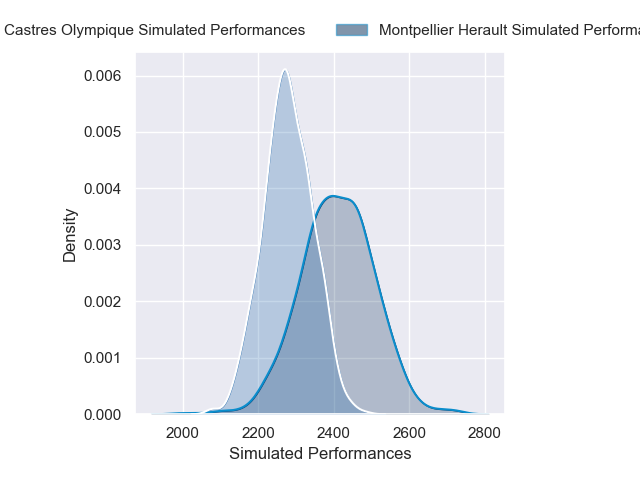 Castres Olympique Simulated Performances
Montpellier Herault Simulated
0.006
0.005
0.004
0.003
0.002
0.001
0.000
Density
2000 2200 2400 2600 2800
Simulated Performances